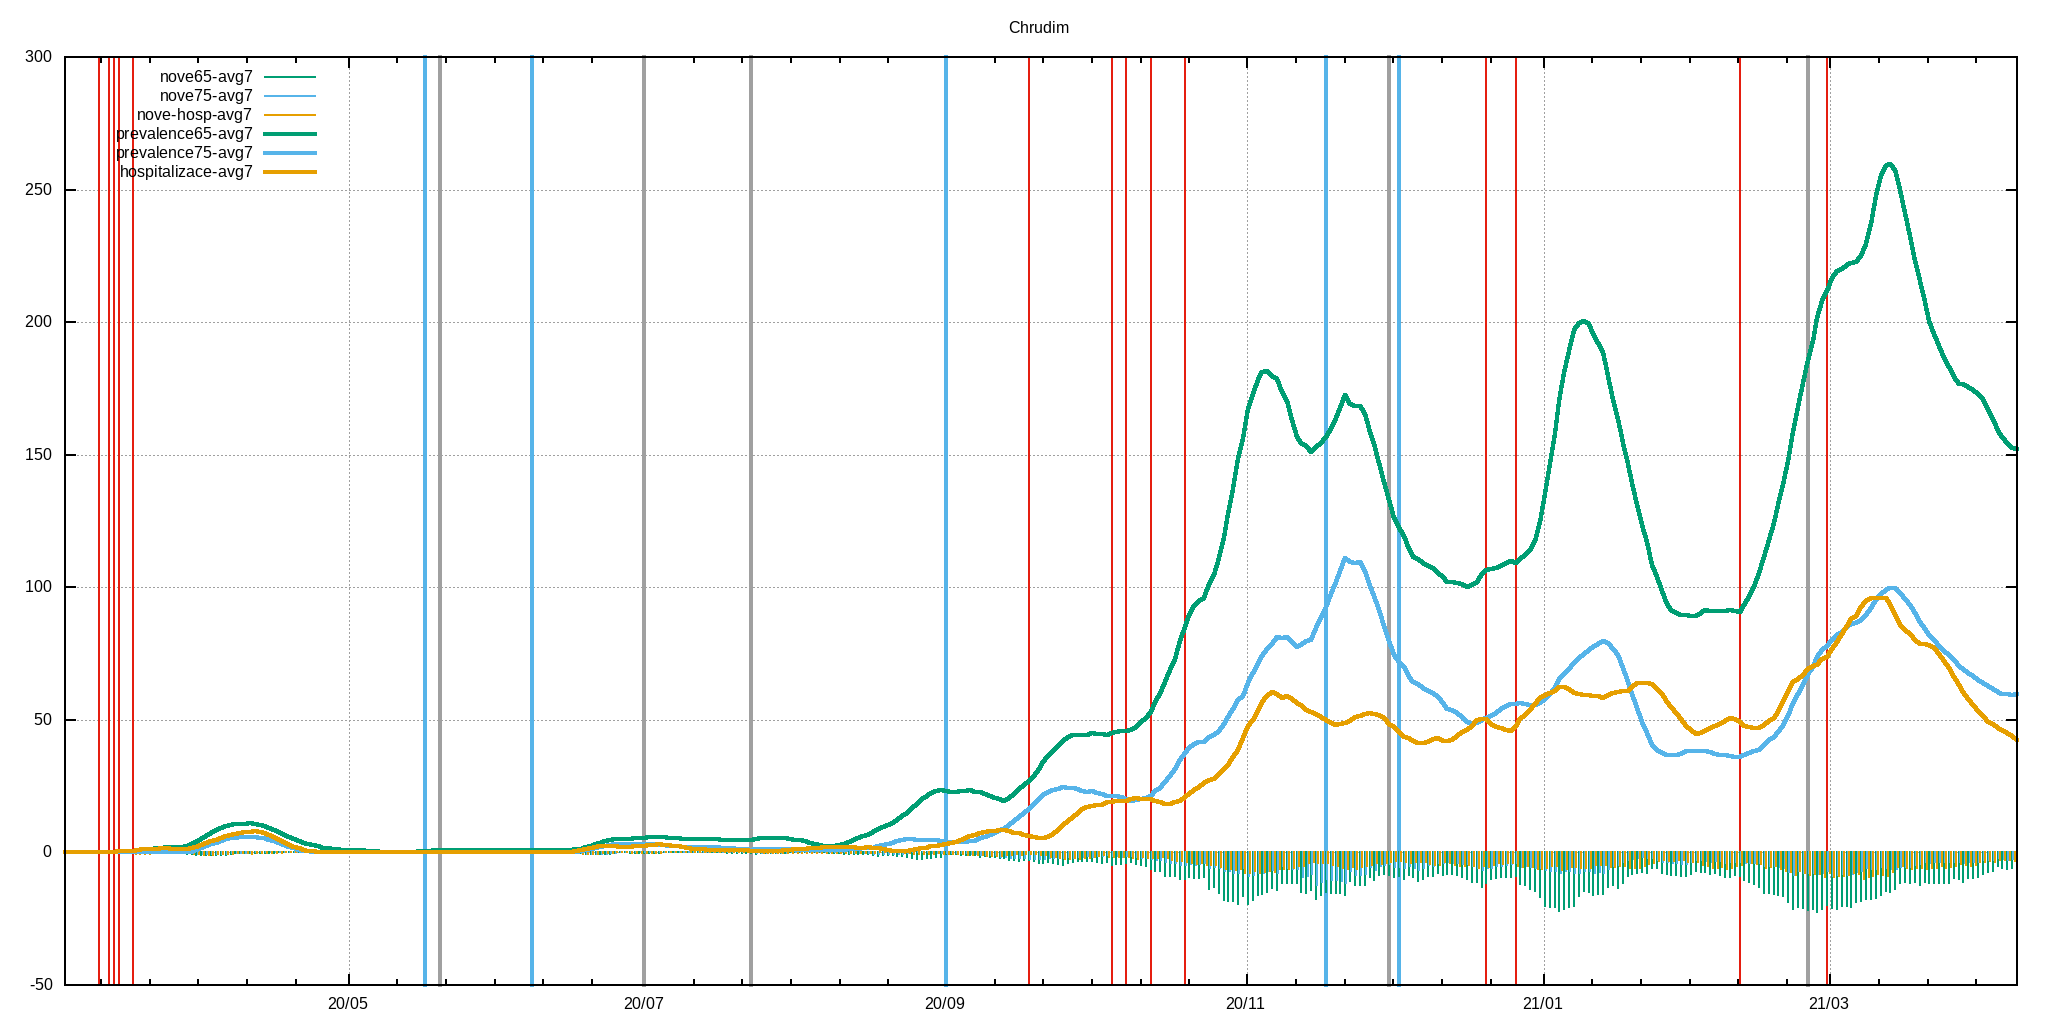 Chrudim
300
250
200
150
100
50
0
-50
nove65-avg7
nove75-avg7
nove-hosp-avg7
prevalence65-avg7
prevalence75-avg7
hospitalizace-avg7
20/05 20/07 20/09 20/11 21/01 21/03